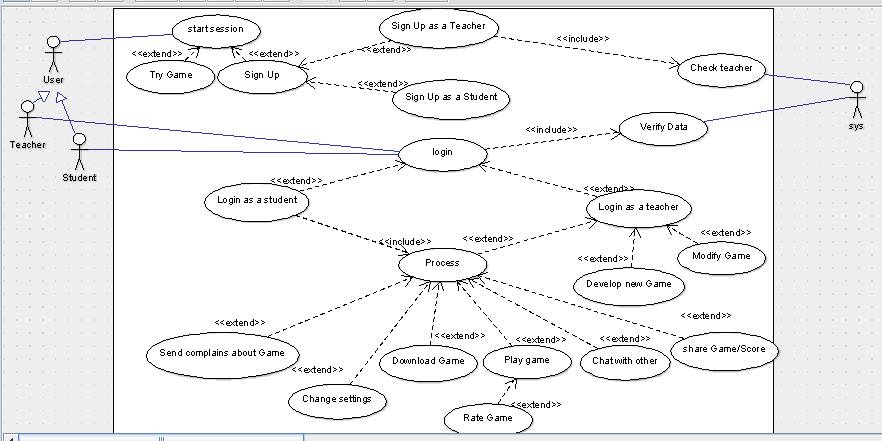 start session
Sign Up as a Teacher
<<extend>>
<<extend>>
<<extend>>
<<include>>
User
Try Game
Sign Up
Check teacher
<<extend>>
Sign Up as a Student
Teacher
sys
<<include>>
Verify Data
login
Student
<<extend>>
<<extend>>
Login as a student
Login as a teacher
<<include>>
<<extend>>
<<extend>>
Process
<<extend>>
Modify Game
Develop new Game
<<extend>>
<<extend>>
<<extend>>
<<extend>>
<<extend>>
Send complains about Game
Download Game
Play game
Chat with other
share Game/Score
<<extend>>
<<extend>>
Change settings
<<extend>>
Rate Game